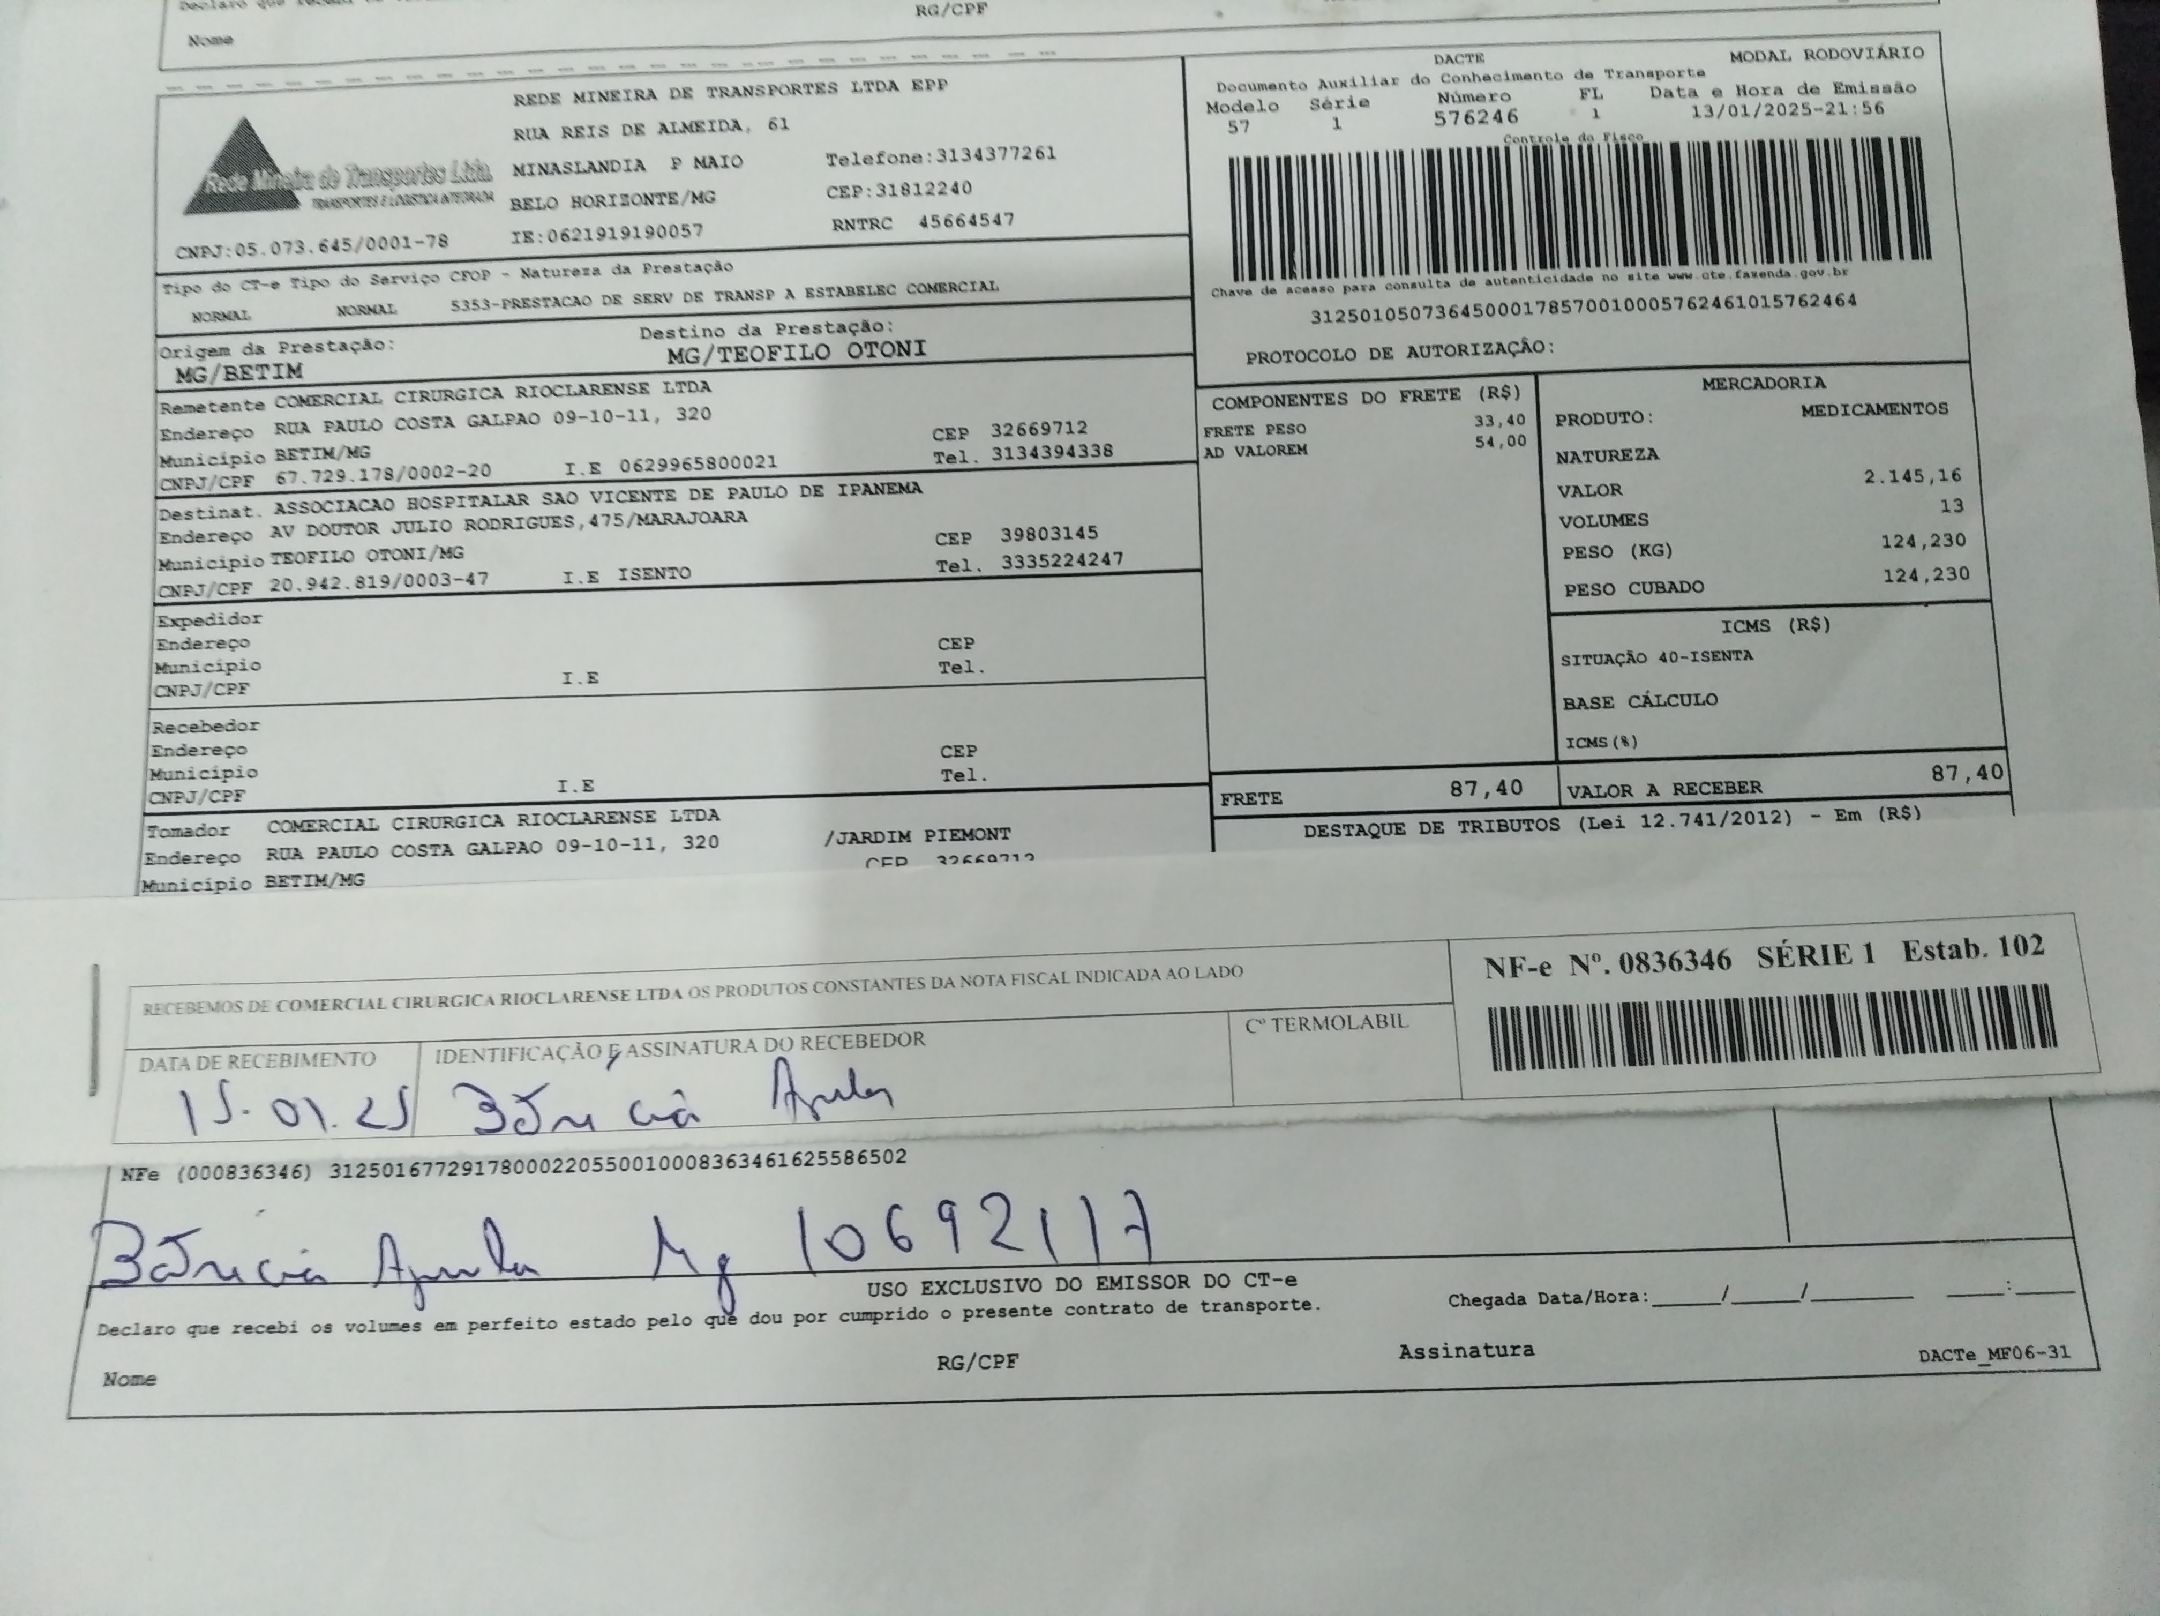 RG/CPF
Nome
Rede Mineira de Transportes Ltda.
TRANSPORTES E LOGISTICA INTEGRADA
REDE MINEIRA DE TRANSPORTES LTDA EPP
RUA REIS DE ALMEIDA, 61
MINASLANDIA P MAIO Telefone:3134377261
BELO HORIZONTE/MG CEP:31812240
CNPJ:05.073.645/0001-78 IE:0621919190057 RNTRC 45664547
DACTE MODAL RODOVIÁRIO
Documento Auxiliar do Conhecimento de Transporte
Modelo Série Número FL Data e Hora de Emissão
57 1 576246 1 13/01/2025-21:56
Controle do Fisco
Chave de acesso para consulta de autenticidade no site www.cte.fazenda.gov.br
31250105073645000178570010005762461015762464
PROTOCOLO DE AUTORIZAÇÃO:
Tipo do CT-e Tipo do Serviço CFOP - Natureza da Prestação
NORMAL NORMAL 5353-PRESTACAO DE SERV DE TRANSP A ESTABELEC COMERCIAL
Origem da Prestação: Destino da Prestação:
MG/BETIM MG/TEOFILO OTONI
Remetente COMERCIAL CIRURGICA RIOCLARENSE LTDA
Endereço RUA PAULO COSTA GALPAO 09-10-11, 320
Município BETIM/MG CEP 32669712
CNPJ/CPF 67.729.178/0002-20 I.E 0629965800021 Tel. 3134394338
Destinat. ASSOCIACAO HOSPITALAR SAO VICENTE DE PAULO DE IPANEMA
Endereço AV DOUTOR JULIO RODRIGUES,475/MARAJOARA
Município TEOFILO OTONI/MG CEP 39803145
CNPJ/CPF 20.942.819/0003-47 I.E ISENTO Tel. 3335224247
Expedidor
Endereço
Município CEP
CNPJ/CPF I.E Tel.
Recebedor
Endereço
Município CEP
CNPJ/CPF I.E Tel.
Tomador COMERCIAL CIRURGICA RIOCLARENSE LTDA
Endereço RUA PAULO COSTA GALPAO 09-10-11, 320 /JARDIM PIEMONT
Município BETIM/MG CEP 32669712
COMPONENTES DO FRETE (R$)
FRETE PESO 33,40
AD VALOREM 54,00
MERCADORIA
PRODUTO: MEDICAMENTOS
NATUREZA
VALOR 2.145,16
VOLUMES 13
PESO (KG) 124,230
PESO CUBADO 124,230
ICMS (R$)
SITUAÇÃO 40-ISENTA
BASE CÁLCULO
ICMS(%)
FRETE 87,40 VALOR A RECEBER 87,40
DESTAQUE DE TRIBUTOS (Lei 12.741/2012) - Em (R$)
RECEBEMOS DE COMERCIAL CIRURGICA RIOCLARENSE LTDA OS PRODUTOS CONSTANTES DA NOTA FISCAL INDICADA AO LADO
NF-e Nº. 0836346 SÉRIE 1 Estab. 102
DATA DE RECEBIMENTO IDENTIFICAÇÃO E ASSINATURA DO RECEBEDOR Cº TERMOLABIL
15.01.25
NFe (000836346) 31250167729178000220550010008363461625586502
Mg 10692117
USO EXCLUSIVO DO EMISSOR DO CT-e
Declaro que recebi os volumes em perfeito estado pelo que dou por cumprido o presente contrato de transporte. Chegada Data/Hora:_____/_____/_______ ____:____
Nome RG/CPF Assinatura DACTe_MF06-31